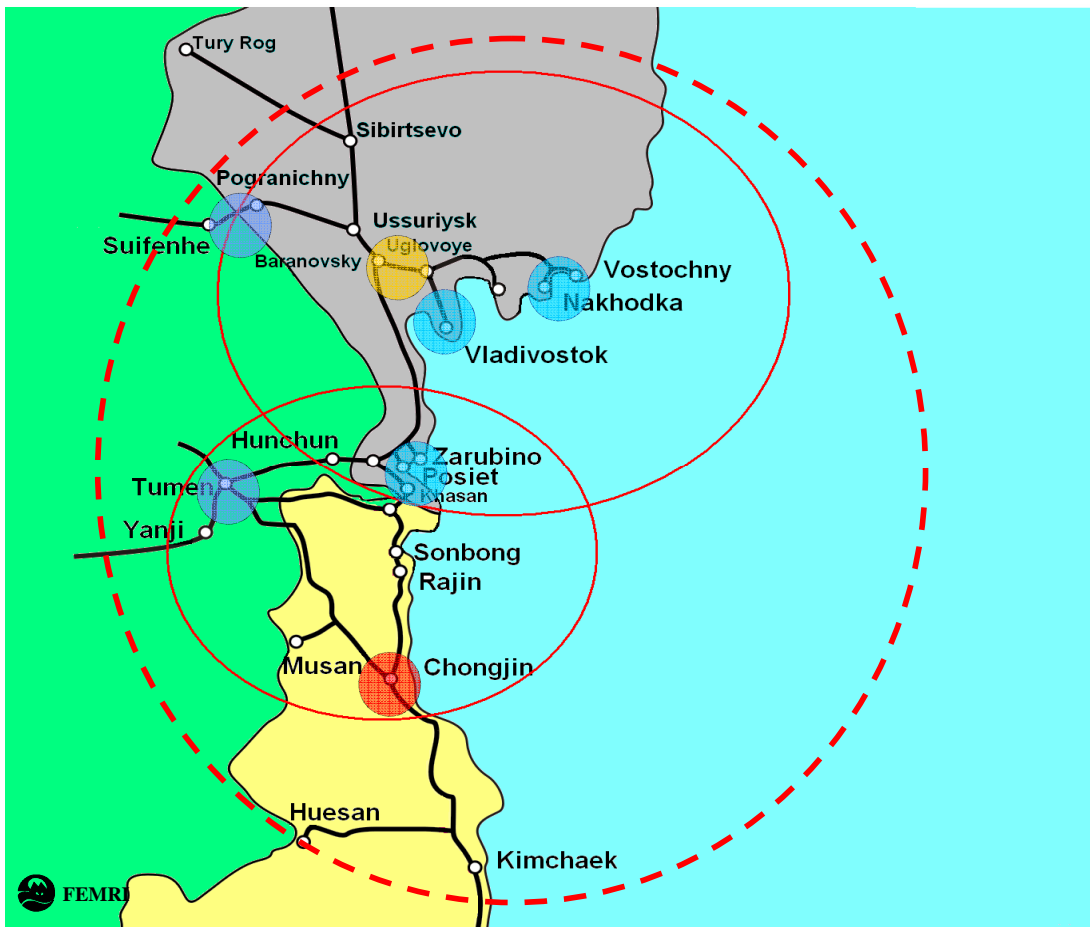 Tury Rog
Sibirtsevo
Pogranichny
Ussuriysk
Suifenhe
Uglovoye
Baranovsky
Vostochny
Nakhodka
Vladivostok
Hunchun
Zarubino
Posiet
Tumen
Khasan
Yanji
Sonbong
Rajin
Musan
Chongjin
Huesan
Kimchaek
FEMRI